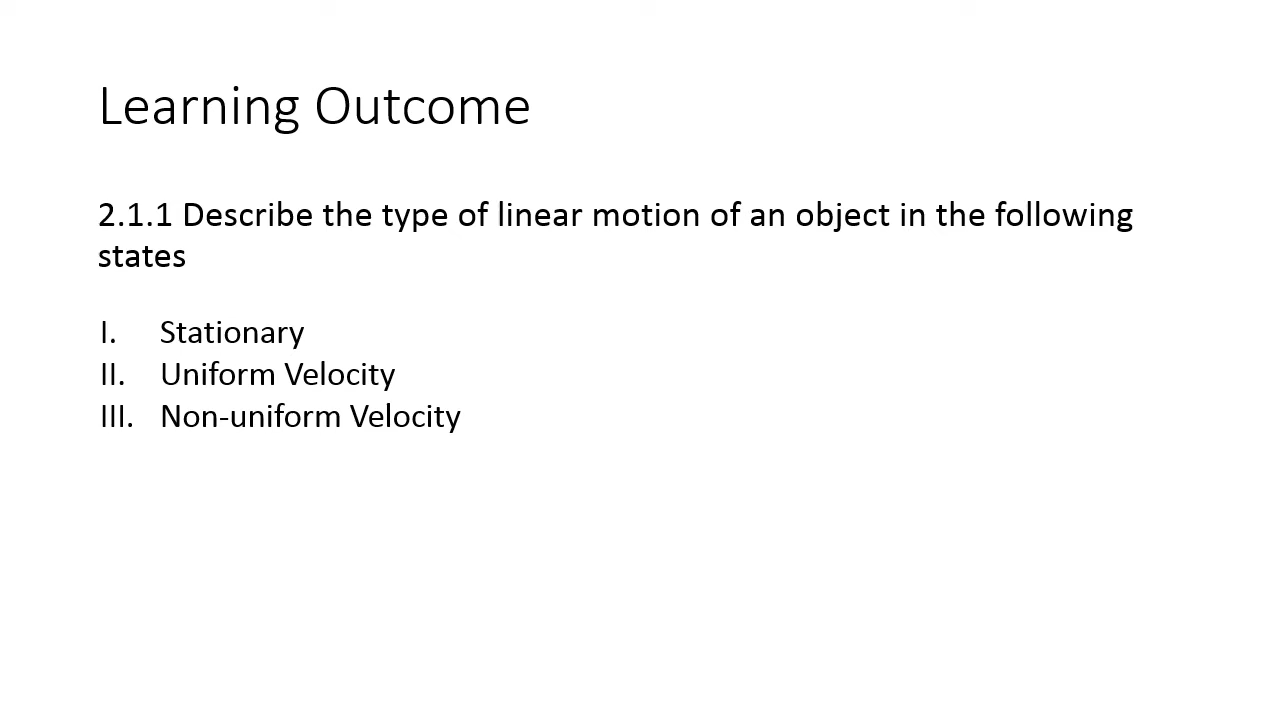 Learning Outcome
2.1.1 Describe the type of linear motion of an object in the following
states
I. Stationary
II. Uniform Velocity
III. Non-uniform Velocity